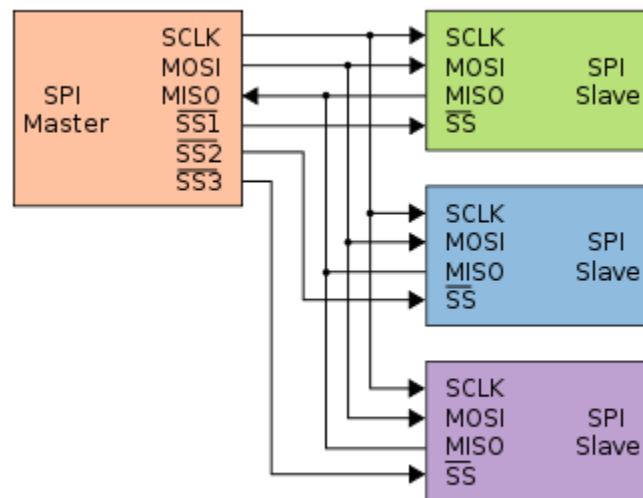 SCLK
MOSI
SPI MISO
Master SS1
SS2
SS3
SCLK
MOSI SPI
MISO Slave
SS
SCLK
MOSI SPI
MISO Slave
SS
SCLK
MOSI SPI
MISO Slave
SS